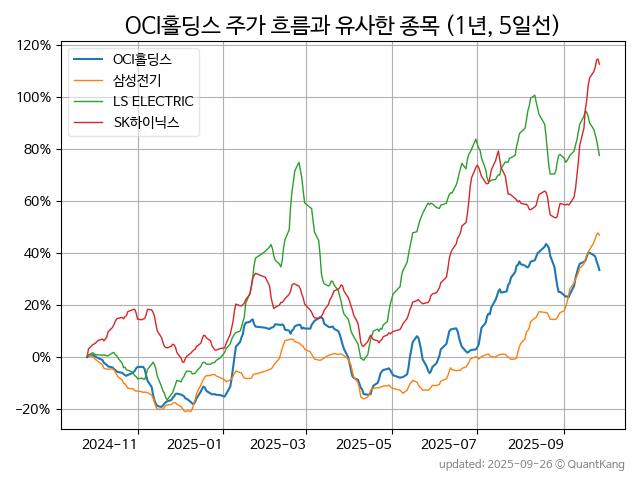 OCI홀딩스 주가 흐름과 유사한 종목 (1년, 5일선)
OCI홀딩스
삼성전기
LS ELECTRIC
SK하이닉스
120%
100%
80%
60%
40%
20%
0%
−20%
2024-11
2025-01
2025-03
2025-05
2025-07
2025-09
updated: 2025-09-26 © QuantKang